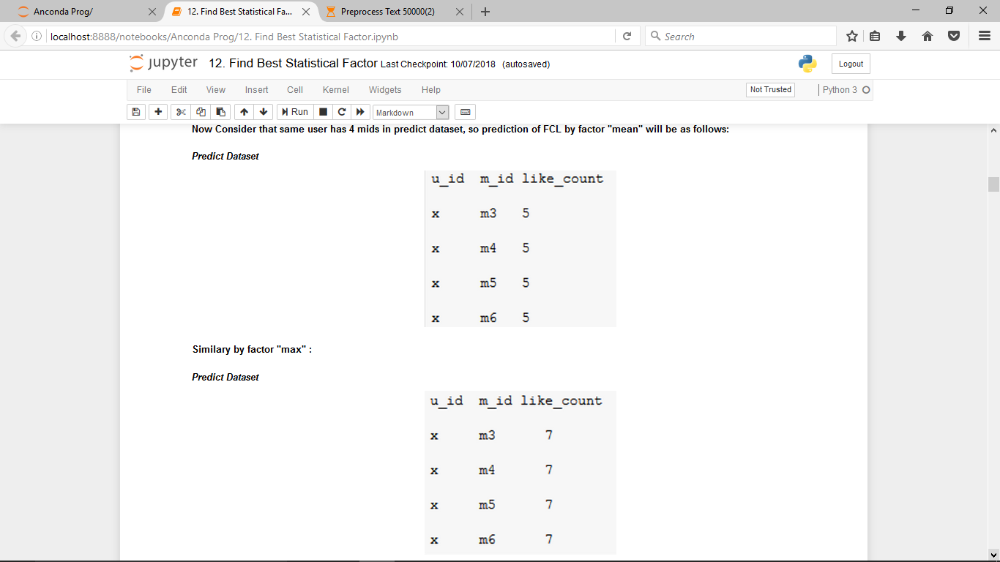 Anconda Prog/
12. Find Best Statistical Fa...
Preprocess Text 50000(2)
localhost:8888/notebooks/Anconda Prog/12. Find Best Statistical Factor.ipynb
Search
jupyter 12. Find Best Statistical Factor Last Checkpoint: 10/07/2018 (autosaved)
Logout
File Edit View Insert Cell Kernel Widgets Help
Not Trusted
Python 3
Run
Markdown
Now Consider that same user has 4 mids in predict dataset, so prediction of FCL by factor "mean" will be as follows:
Predict Dataset
u_id m_id like_count
x m3 5
x m4 5
x m5 5
x m6 5
Similary by factor "max" :
Predict Dataset
u_id m_id like_count
x m3 7
x m4 7
x m5 7
x m6 7